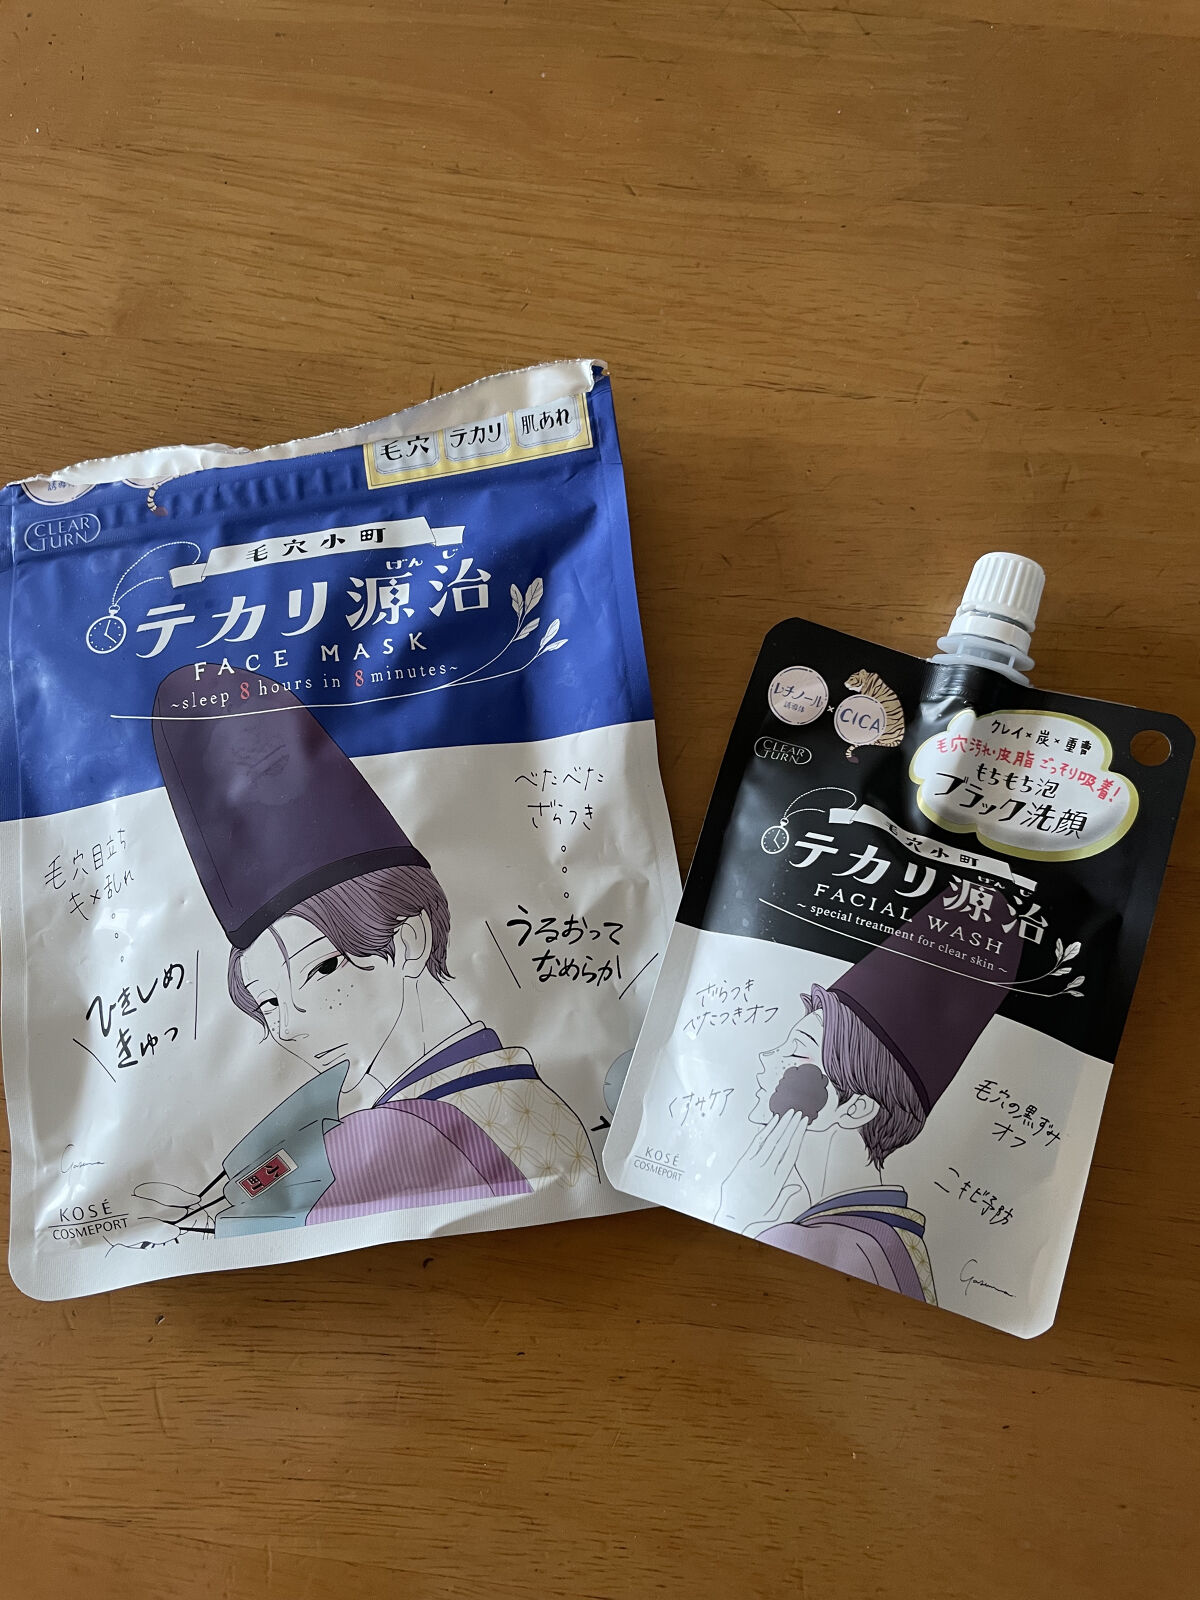 毛穴
テカリ
肌あれ
CLEAR
TURN
毛穴小町
げんじ
テカリ源治
FACE MASK
~sleep 8 hours in 8 minutes~
べたべた
ざらつき
毛穴目立ち
キメ乱れ
うるおって
なめらか
ひきしめ
きゅっ
小町
KOSÉ
COSMEPORT
レチノール
誘導体
×
CICA
CLEAR
TURN
クレイ×炭×重曹
毛穴汚れ・皮脂ごっそり吸着!
もちもち泡
ブラック洗顔
毛穴小町
げんじ
テカリ源治
FACIAL WASH
~special treatment for clear skin~
ざらつき
べたつきオフ
くすみケア
毛穴の黒ずみ
オフ
ニキビ予防
KOSÉ
COSMEPORT